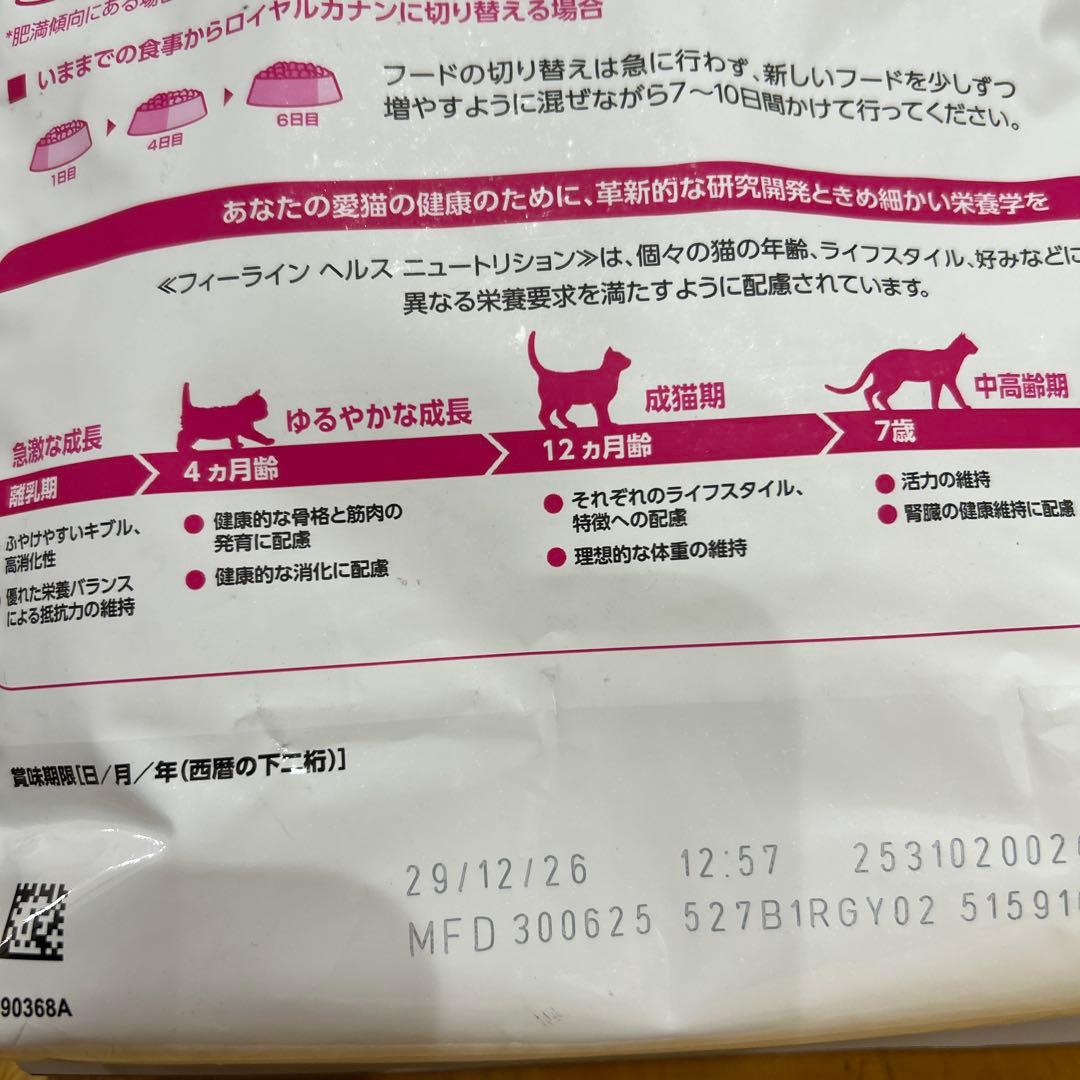 *肥満傾向にある場合
■ いままでの食事からロイヤルカナンに切り替える場合
1日目
4日目
6日目
フードの切り替えは急に行わず、新しいフードを少しずつ
増やすように混ぜながら7〜10日間かけて行ってください。
あなたの愛猫の健康のために、革新的な研究開発ときめ細かい栄養学を
≪フィーライン ヘルス ニュートリション≫は、個々の猫の年齢、ライフスタイル、好みなどに
異なる栄養要求を満たすように配慮されています。
急激な成長
離乳期
ふやけやすいキブル、
高消化性
優れた栄養バランス
による抵抗力の維持
ゆるやかな成長
4ヵ月齢
● 健康的な骨格と筋肉の
発育に配慮
● 健康的な消化に配慮
成猫期
12ヵ月齢
● それぞれのライフスタイル、
特徴への配慮
● 理想的な体重の維持
中高齢期
7歳
● 活力の維持
● 腎臓の健康維持に配慮
賞味期限[日/月/年(西暦の下二桁)]
29/12/26 12:57 253102002
MFD 300625 527B1RGY02 51591
90368A